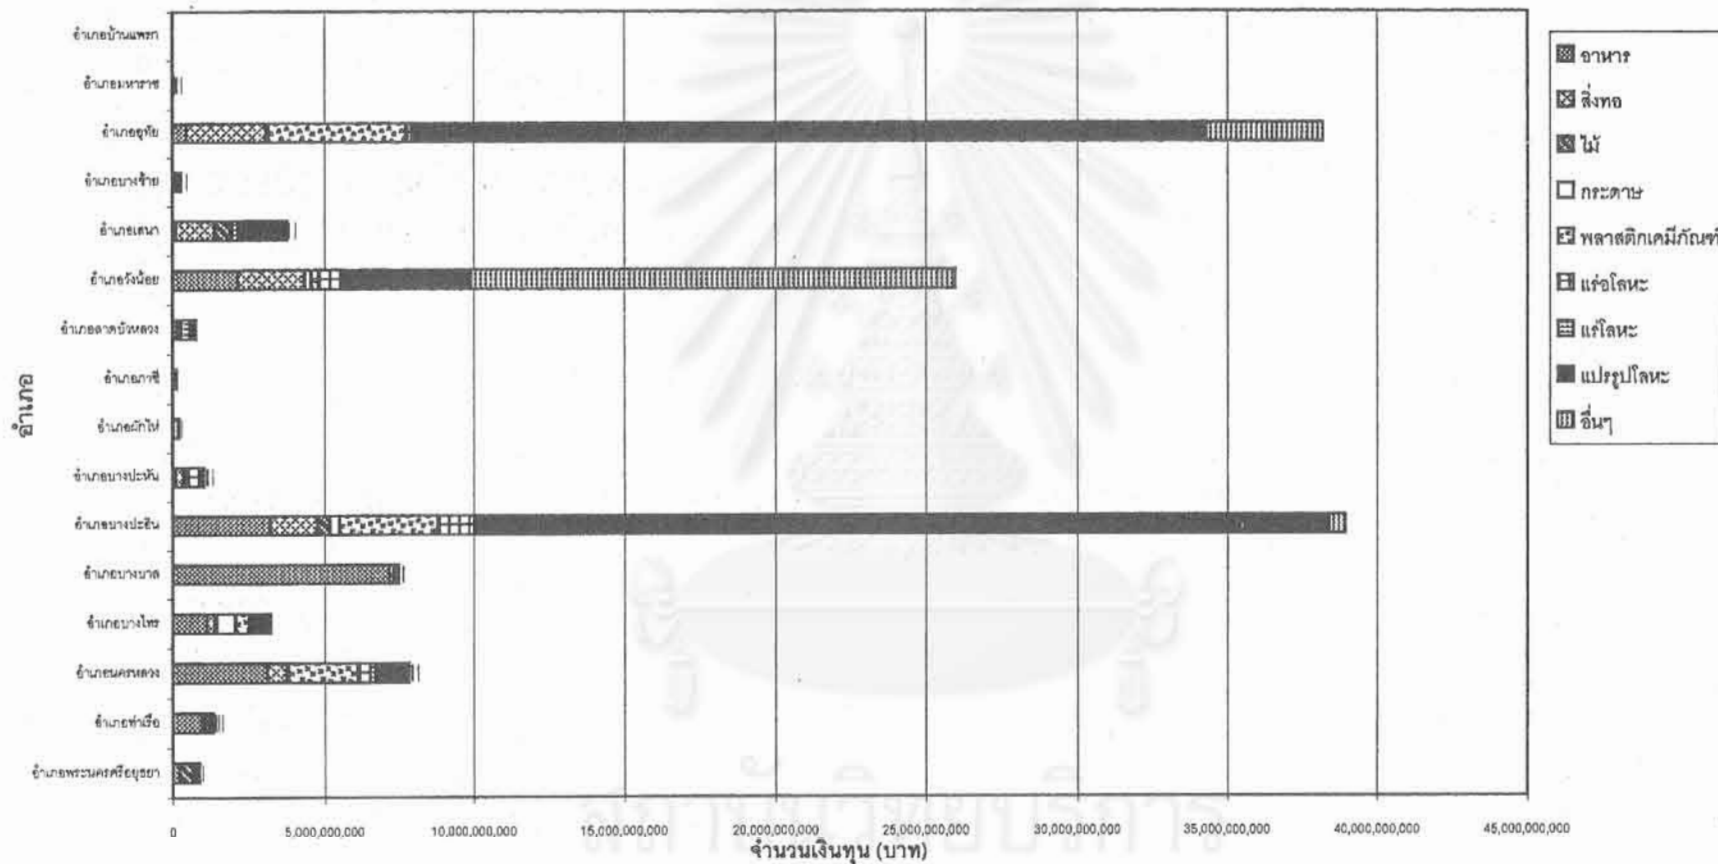 อำเภอบ้านแพรก
อำเภอมหาราช
อำเภออุทัย
อำเภอบางซ้าย
อำเภอเสนา
อำเภอวังน้อย
อำเภอลาดบัวหลวง
อำเภอภาชี
อำเภอผักไห่
อำเภอบางปะหัน
อำเภอบางปะอิน
อำเภอบางบาล
อำเภอบางไทร
อำเภอนครหลวง
อำเภอท่าเรือ
อำเภอพระนครศรีอยุธยา
อำเภอ
0 5,000,000,000 10,000,000,000 15,000,000,000 20,000,000,000 25,000,000,000 30,000,000,000 35,000,000,000 40,000,000,000 45,000,000,000
จำนวนเงินทุน (บาท)
อาหาร
สิ่งทอ
ไม้
กระดาษ
พลาสติกเคมีภัณฑ์
แร่อโลหะ
แร่โลหะ
แปรรูปโลหะ
อื่นๆ
สถาบันวิทยบริการ